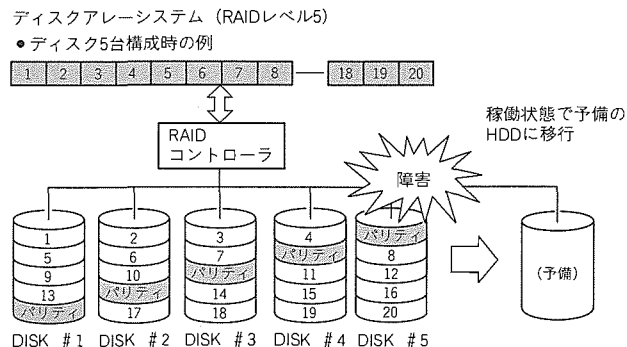 ディスクアレーシステム（RAIDレベル5）
●ディスク5台構成時の例
1 2 3 4 5 6 7 8 18 19 20
RAID
コントローラ
稼働状態で予備の
HDDに移行
障害
1
5
9
13
パリティ
2
6
10
パリティ
17
3
7
パリティ
14
18
4
パリティ
11
15
19
パリティ
8
12
16
20
(予備)
DISK #1 DISK #2 DISK #3 DISK #4 DISK #5